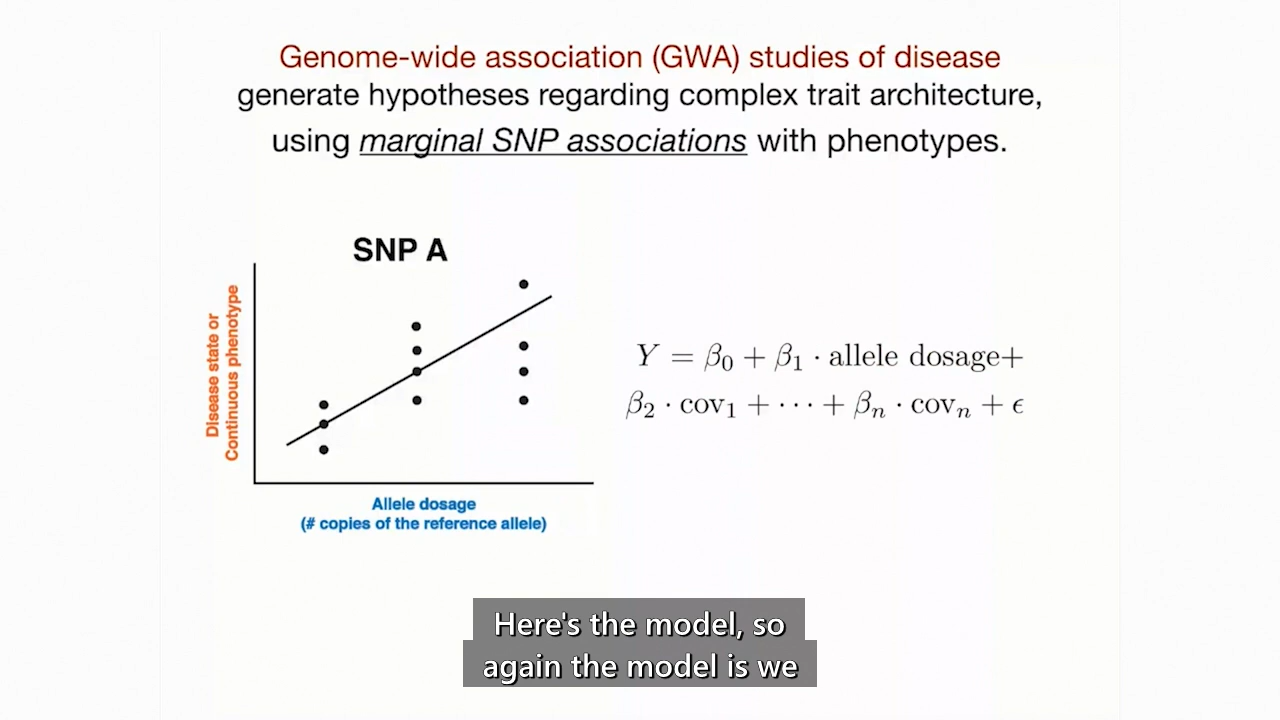 Genome-wide association (GWA) studies of disease
generate hypotheses regarding complex trait architecture,
using marginal SNP associations with phenotypes.
SNP A
Disease state or
Continuous phenotype
Allele dosage
(# copies of the reference allele)
Y = β₀ + β₁ · allele dosage+
β₂ · cov₁ + ··· + βₙ · covₙ + ϵ
Here's the model, so
again the model is we